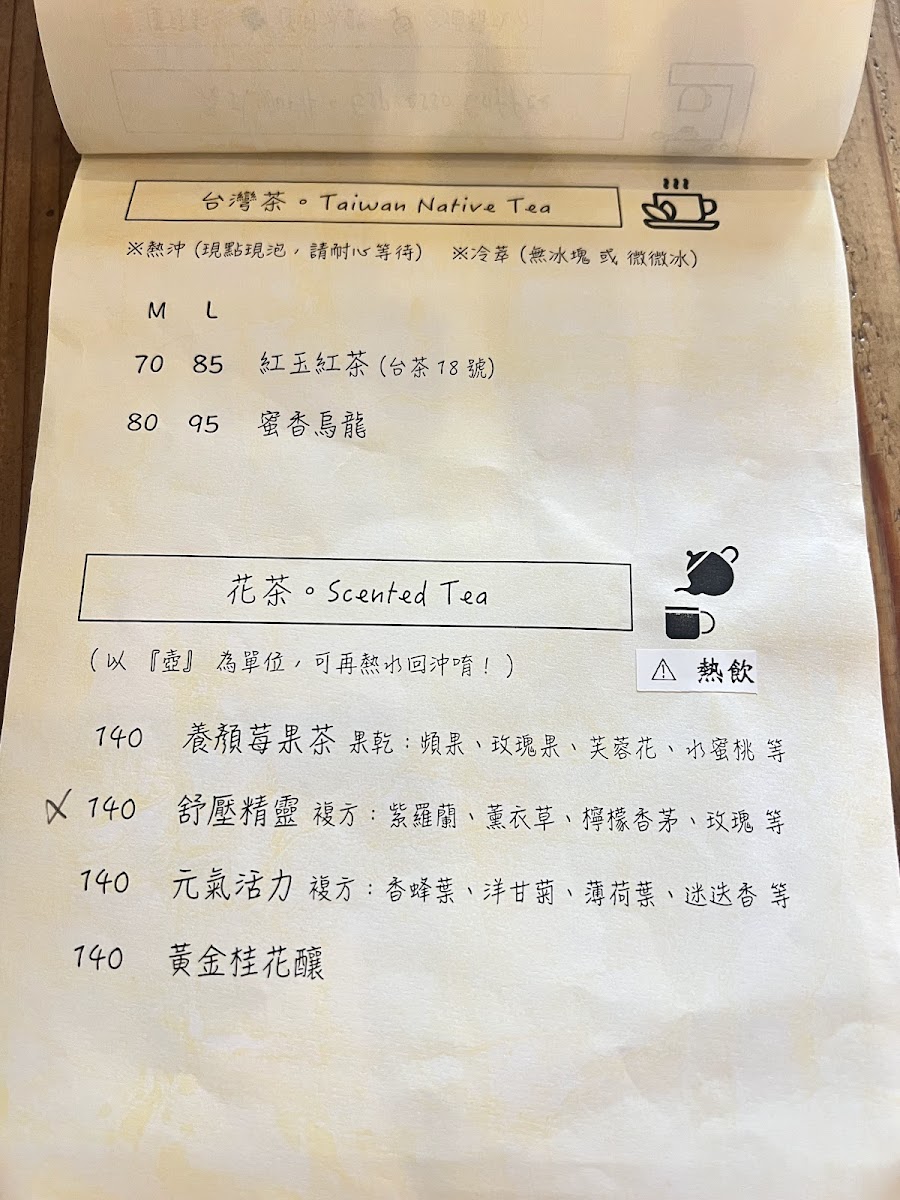 台灣茶。Taiwan Native Tea
※熱沖 (現點現泡,請耐心等待) ※冷萃 (無冰塊 或 微微冰)
M L
70 85 紅玉紅茶 (台茶18號)
80 95 蜜香烏龍
花茶。Scented Tea
(以『壺』為單位,可再熱水回沖唷!)
⚠ 熱飲
140 養顏莓果茶 果乾:頻果、玫瑰果、芙蓉花、水蜜桃 等
X 140 舒壓精靈 複方:紫羅蘭、薰衣草、檸檬香茅、玫瑰 等
140 元氣活力 複方:香蜂葉、洋甘菊、薄荷葉、迷迭香 等
140 黃金桂花釀